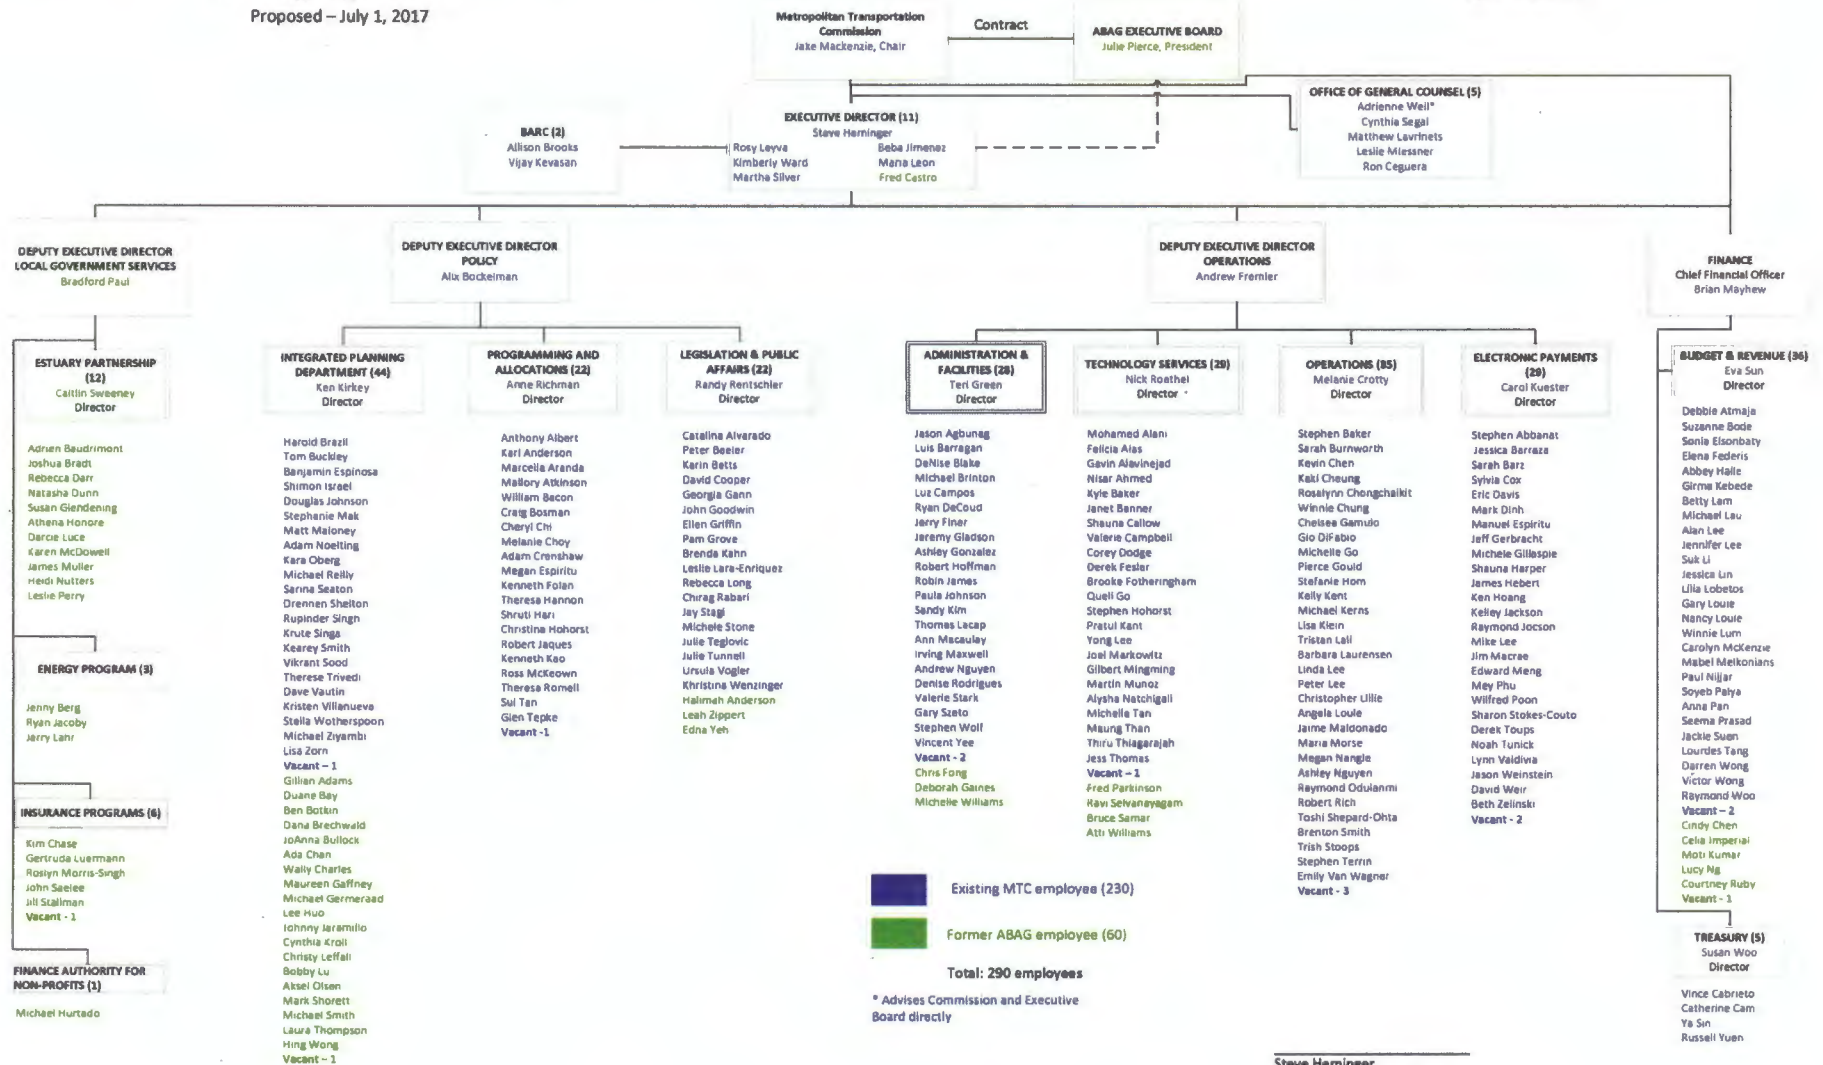 Proposed – July 1, 2017
Metropolitan Transportation
Commission
Jake Mackenzie, Chair
Contract
ABAG EXECUTIVE BOARD
Julie Pierce, President
OFFICE OF GENERAL COUNSEL (5)
Adrienne Weil*
Cynthia Segal
Matthew Lavrinets
Leslie Miessner
Ron Ceguera
EXECUTIVE DIRECTOR (11)
Steve Heminger
Rosy Leyva
Kimberly Ward
Martha Silver
Beba Jimenez
Maria Leon
Fred Castro
BARC (2)
Allison Brooks
Vijay Kevasan
DEPUTY EXECUTIVE DIRECTOR
LOCAL GOVERNMENT SERVICES
Bradford Paul
DEPUTY EXECUTIVE DIRECTOR
POLICY
Alix Bockelman
DEPUTY EXECUTIVE DIRECTOR
OPERATIONS
Andrew Fremier
FINANCE
Chief Financial Officer
Brian Mayhew
ESTUARY PARTNERSHIP
(12)
Caitlin Sweeney
Director
Adrien Baudrimont
Joshua Bradt
Rebecca Darr
Natasha Dunn
Susan Glendening
Athena Honore
Darcie Luce
Karen McDowell
James Muller
Heidi Nutters
Leslie Perry
ENERGY PROGRAM (3)
Jenny Berg
Ryan Jacoby
Jerry Lahr
INSURANCE PROGRAMS (6)
Kim Chase
Gertruda Luermann
Roslyn Morris-Singh
John Saelee
Jill Stallman
Vacant - 1
FINANCE AUTHORITY FOR
NON-PROFITS (1)
Michael Hurtado
INTEGRATED PLANNING
DEPARTMENT (44)
Ken Kirkey
Director
Harold Brazil
Tom Buckley
Benjamin Espinosa
Shimon Israel
Douglas Johnson
Stephanie Mak
Matt Maloney
Adam Noelting
Kara Oberg
Michael Reilly
Sarina Seaton
Drennen Shelton
Rupinder Singh
Krute Singa
Kearey Smith
Vikrant Sood
Therese Trivedi
Dave Vautin
Kristen Villanueva
Stella Wotherspoon
Michael Ziyambi
Lisa Zorn
Vacant – 1
Gillian Adams
Duane Bay
Ben Botkin
Dana Brechwald
JoAnna Bullock
Ada Chan
Wally Charles
Maureen Gaffney
Michael Germeraad
Lee Huo
Johnny Jaramillo
Cynthia Kroll
Christy Leffall
Bobby Lu
Aksel Olsen
Mark Shorett
Michael Smith
Laura Thompson
Hing Wong
Vacant – 1
PROGRAMMING AND
ALLOCATIONS (22)
Anne Richman
Director
Anthony Albert
Karl Anderson
Marcella Aranda
Mallory Atkinson
William Bacon
Craig Bosman
Cheryl Chi
Melanie Choy
Adam Crenshaw
Megan Espiritu
Kenneth Folan
Theresa Hannon
Shruti Hari
Christina Hohorst
Robert Jaques
Kenneth Kao
Ross McKeown
Theresa Romell
Sui Tan
Glen Tepke
Vacant -1
LEGISLATION & PUBLIC
AFFAIRS (22)
Randy Rentschler
Director
Catalina Alvarado
Peter Beeler
Karin Betts
David Cooper
Georgia Gann
John Goodwin
Ellen Griffin
Pam Grove
Brenda Kahn
Leslie Lara-Enriquez
Rebecca Long
Chirag Rabari
Jay Stagi
Michele Stone
Julie Teglovic
Julie Tunnell
Ursula Vogler
Khristina Wenzinger
Halimah Anderson
Leah Zippert
Edna Yeh
ADMINISTRATION &
FACILITIES (28)
Teri Green
Director
Jason Agbunag
Luis Barragan
DeNise Blake
Michael Brinton
Luz Campos
Ryan DeCoud
Jerry Finer
Jeremy Gladson
Ashley Gonzalez
Robert Hoffman
Robin James
Paula Johnson
Sandy Kim
Thomas Lacap
Ann Macaulay
Irving Maxwell
Andrew Nguyen
Denise Rodrigues
Valerie Stark
Gary Szeto
Stephen Wolf
Vincent Yee
Vacant - 2
Chris Fong
Deborah Gaines
Michelle Williams
TECHNOLOGY SERVICES (29)
Nick Roethel
Director
Mohamed Alani
Felicia Alas
Gavin Alavinejad
Nisar Ahmed
Kyle Baker
Janet Banner
Shauna Callow
Valerie Campbell
Corey Dodge
Derek Fesler
Brooke Fotheringham
Queli Go
Stephen Hohorst
Pratul Kant
Yong Lee
Joel Markowitz
Gilbert Mingming
Martin Munoz
Alysha Natchigall
Michelle Tan
Maung Than
Thiru Thiagarajah
Jess Thomas
Vacant – 1
Fred Parkinson
Ravi Selvanayagam
Bruce Samar
Atti Williams
OPERATIONS (35)
Melanie Crotty
Director
Stephen Baker
Sarah Burnworth
Kevin Chen
Kaki Cheung
Rosalynn Chongchaikit
Winnie Chung
Chelsea Gamulo
Gio DiFabio
Michelle Go
Pierce Gould
Stefanie Hom
Kelly Kent
Michael Kerns
Lisa Klein
Tristan Lall
Barbara Laurensen
Linda Lee
Peter Lee
Christopher Lillie
Angela Louie
Jaime Maldonado
Maria Morse
Megan Nangle
Ashley Nguyen
Raymond Odulanmi
Robert Rich
Toshi Shepard-Ohta
Brenton Smith
Trish Stoops
Stephen Terrin
Emily Van Wagner
Vacant - 3
ELECTRONIC PAYMENTS
(29)
Carol Kuester
Director
Stephen Abbanat
Jessica Barraza
Sarah Barz
Sylvia Cox
Eric Davis
Mark Dinh
Manuel Espiritu
Jeff Gerbracht
Michele Gillaspie
Shauna Harper
James Hebert
Ken Hoang
Kelley Jackson
Raymond Jocson
Mike Lee
Jim Macrae
Edward Meng
Mey Phu
Wilfred Poon
Sharon Stokes-Couto
Derek Toups
Noah Tunick
Lynn Valdivia
Jason Weinstein
David Weir
Beth Zelinski
Vacant - 2
BUDGET & REVENUE (36)
Eva Sun
Director
Debbie Atmaja
Suzanne Bode
Sonia Elsonbaty
Elena Federis
Abbey Haile
Girma Kebede
Betty Lam
Michael Lau
Alan Lee
Jennifer Lee
Suk Li
Jessica Lin
Lilia Lobetos
Gary Louie
Nancy Louie
Winnie Lum
Carolyn McKenzie
Mabel Melkonians
Paul Nijjar
Soyeb Palya
Anna Pan
Seema Prasad
Jackie Suen
Lourdes Tang
Darren Wong
Victor Wong
Raymond Woo
Vacant – 2
Cindy Chen
Celia Imperial
Moti Kumar
Lucy Ng
Courtney Ruby
Vacant - 1
TREASURY (5)
Susan Woo
Director
Vince Cabrieto
Catherine Cam
Ya Sin
Russell Yuen
Existing MTC employee (230)
Former ABAG employee (60)
Total: 290 employees
* Advises Commission and Executive
Board directly
Steve Heminger